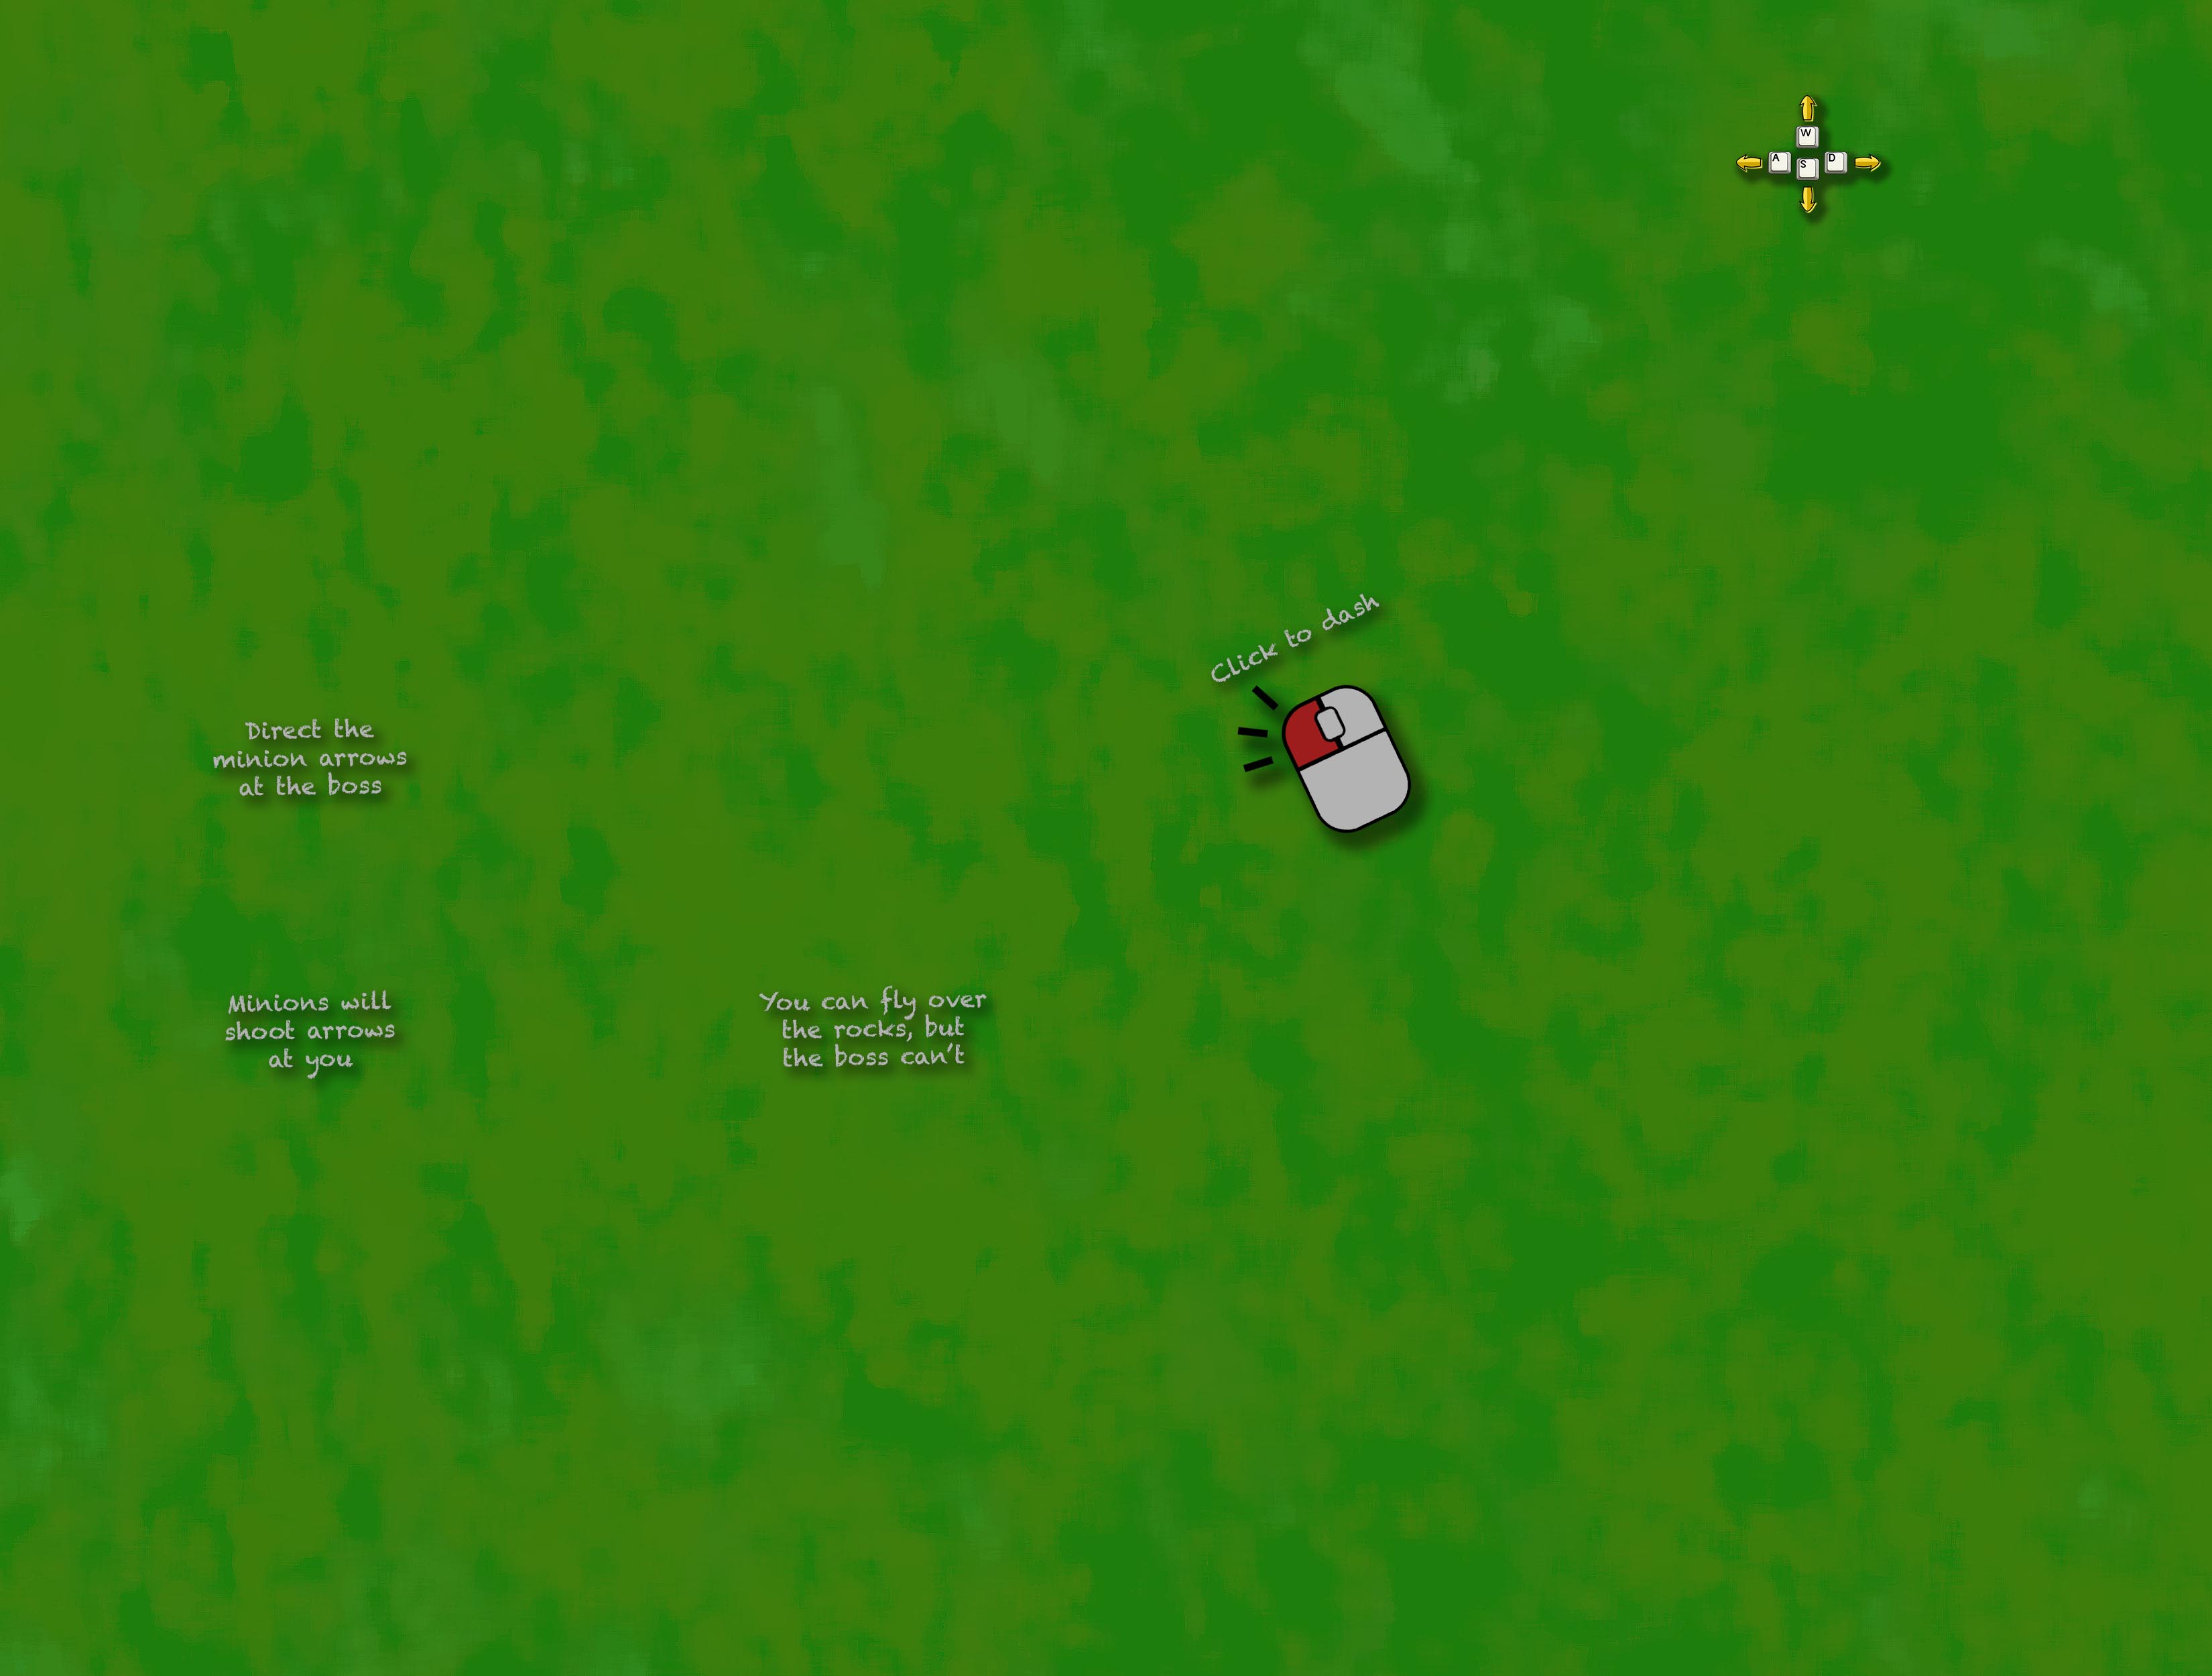 W
A S D
Click to dash
Direct the
minion arrows
at the boss
Minions will
shoot arrows
at you
You can fly over
the rocks, but
the boss can't